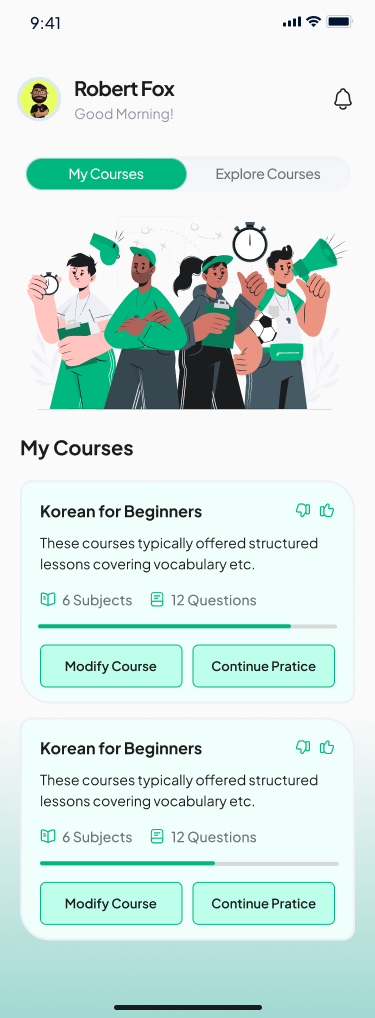 9:41
Robert Fox
Good Morning!
My Courses
Explore Courses
My Courses
Korean for Beginners
These courses typically offered structured
lessons covering vocabulary etc.
6 Subjects
12 Questions
Modify Course
Continue Pratice
Korean for Beginners
These courses typically offered structured
lessons covering vocabulary etc.
6 Subjects
12 Questions
Modify Course
Continue Pratice